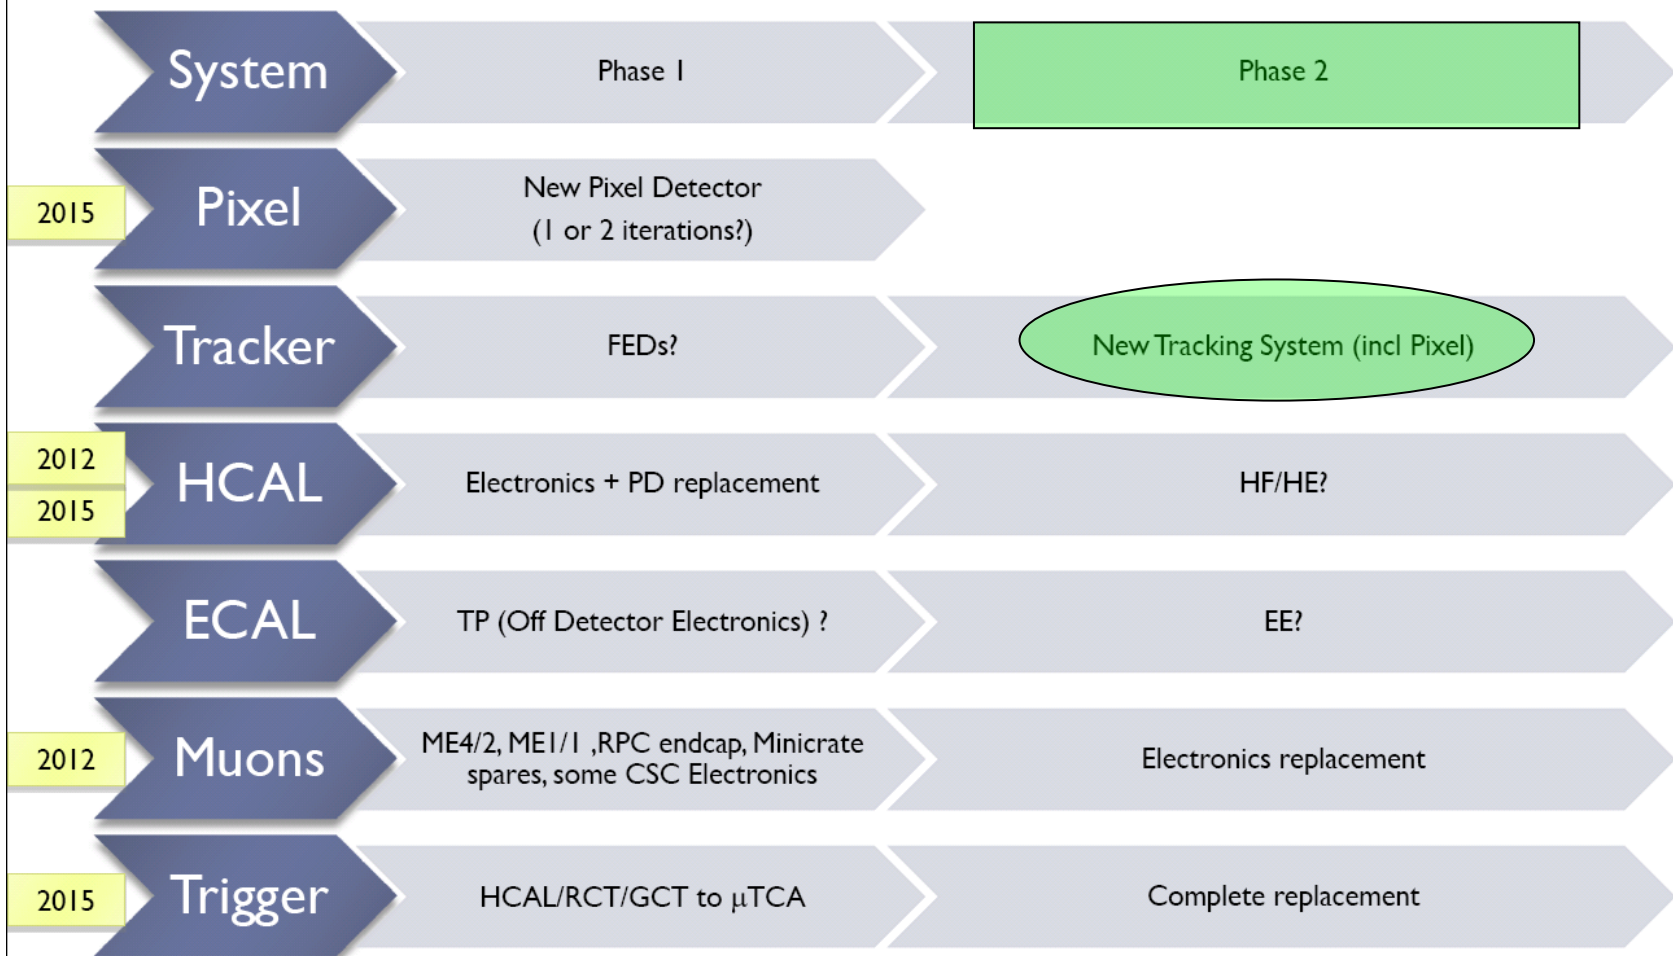 System
Phase 1
Phase 2
2015
Pixel
New Pixel Detector
(1 or 2 iterations?)
Tracker
FEDs?
New Tracking System (incl Pixel)
2012
2015
HCAL
Electronics + PD replacement
HF/HE?
ECAL
TP (Off Detector Electronics) ?
EE?
2012
Muons
ME4/2, ME1/1 ,RPC endcap, Minicrate
spares, some CSC Electronics
Electronics replacement
2015
Trigger
HCAL/RCT/GCT to µTCA
Complete replacement